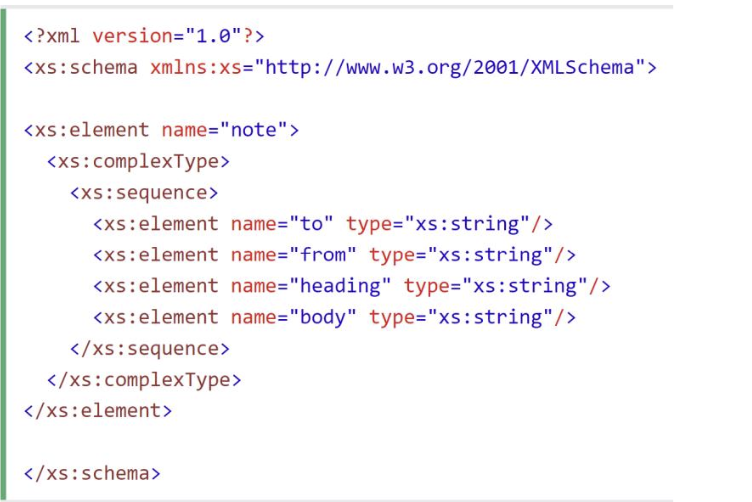 <?xml version="1.0"?>
<xs:schema xmlns:xs="http://www.w3.org/2001/XMLSchema">
<xs:element name="note">
<xs:complexType>
<xs:sequence>
<xs:element name="to" type="xs:string"/>
<xs:element name="from" type="xs:string"/>
<xs:element name="heading" type="xs:string"/>
<xs:element name="body" type="xs:string"/>
</xs:sequence>
</xs:complexType>
</xs:element>
</xs:schema>